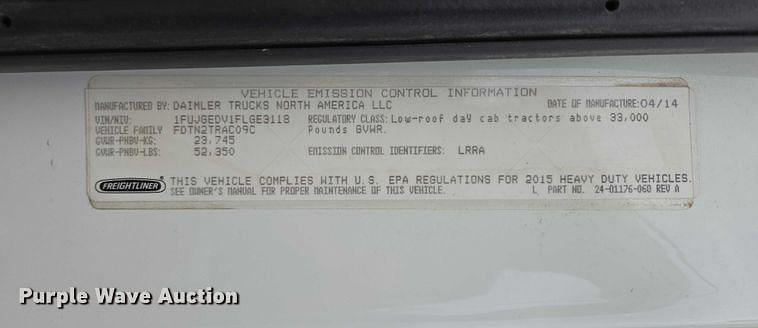 VEHICLE EMISSION CONTROL INFORMATION
MANUFACTURED BY: DAIMLER TRUCKS NORTH AMERICA LLC DATE OF MANUFACTURE: 04/14
VIN/NIV: 1FUJGEDV1FLGE3118 REGULATORY CLASS: Low-roof day cab tractors above 33,000
VEHICLE FAMILY FDTN2TRAC09C Pounds GVWR.
GVWR-PNBV-KG: 23,745
GVWR-PNBV-LBS: 52,350 EMISSION CONTROL IDENTIFIERS: LRRA
FREIGHTLINER THIS VEHICLE COMPLIES WITH U.S. EPA REGULATIONS FOR 2015 HEAVY DUTY VEHICLES.
SEE OWNER'S MANUAL FOR PROPER MAINTENANCE OF THIS VEHICLE. L PART NO. 24-01176-060 REV A
Purple Wave Auction